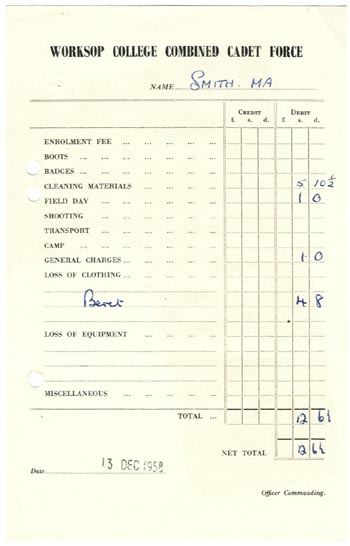 WORKSOP COLLEGE COMBINED CADET FORCE
NAME SMITH. MA
CREDIT DEBIT
£ s. d. £ s. d.
ENROLMENT FEE ... ... ... ...
BOOTS ... ... ... ... ... ...
BADGES ... ... ... ... ... ...
CLEANING MATERIALS ... ... ... 5 10½
FIELD DAY ... ... ... ... ... 1 0
SHOOTING ... ... ... ... ...
TRANSPORT ... ... ... ... ...
CAMP ... ... ... ... ... ...
GENERAL CHARGES ... ... ... ... 1 0
LOSS OF CLOTHING ... ... ... ...
Beret 4 8
LOSS OF EQUIPMENT ... ... ...
MISCELLANEOUS ... ... ... ...
TOTAL ... 12 6½
NET TOTAL 12 6½
Date 13 DEC 1958
Officer Commanding.